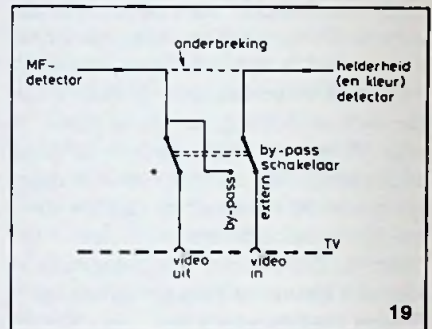 onderbreking
MF-
detector
helderheid
(en kleur)
detector
by-pass
schakelaar
by-pass
extern
TV
video
uit
video
in
19